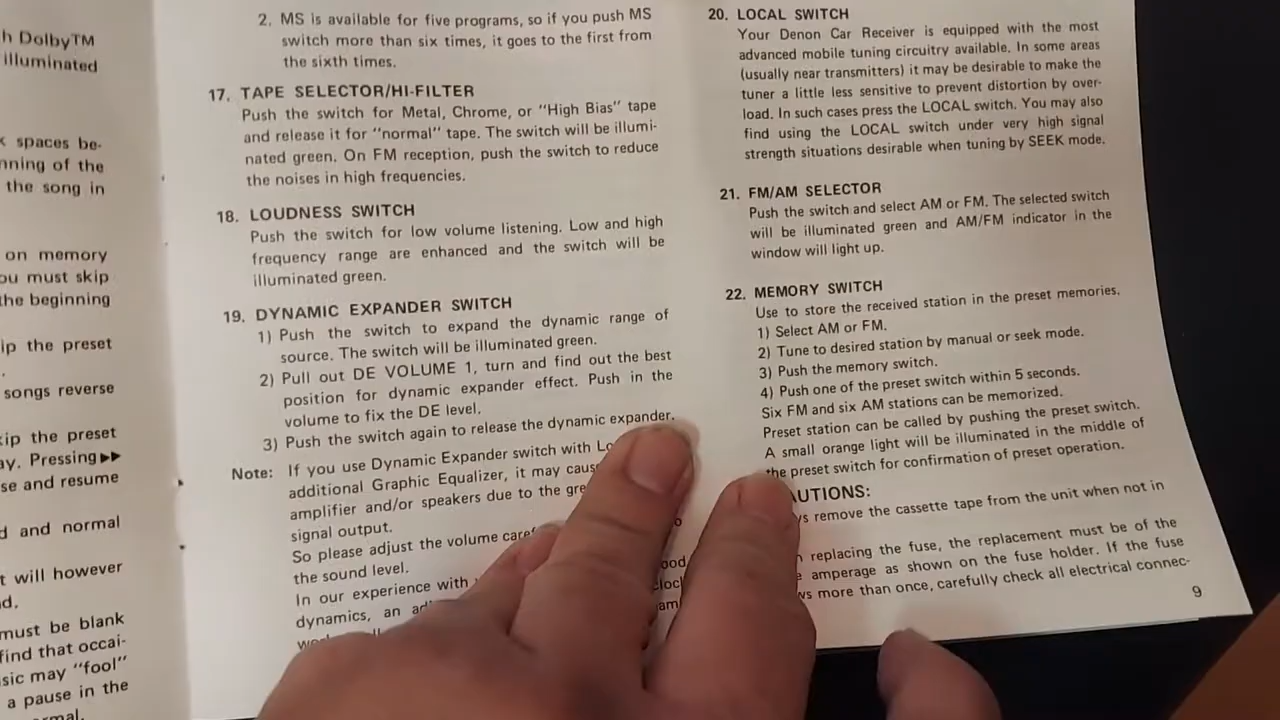 h Dolby™
illuminated
spaces be-
nning of the
the song in
on memory
ou must skip
the beginning
ip the preset
.
songs reverse
kip the preset
ay. Pressing ▶▶
se and resume
d and normal
t will however
d.
must be blank
find that occai-
sic may "fool"
a pause in the
rmal.
2. MS is available for five programs, so if you push MS
switch more than six times, it goes to the first from
the sixth times.
17. TAPE SELECTOR/HI-FILTER
Push the switch for Metal, Chrome, or "High Bias" tape
and release it for "normal" tape. The switch will be illumi-
nated green. On FM reception, push the switch to reduce
the noises in high frequencies.
18. LOUDNESS SWITCH
Push the switch for low volume listening. Low and high
frequency range are enhanced and the switch will be
illuminated green.
19. DYNAMIC EXPANDER SWITCH
1) Push the switch to expand the dynamic range of
source. The switch will be illuminated green.
2) Pull out DE VOLUME 1, turn and find out the best
position for dynamic expander effect. Push in the
volume to fix the DE level.
3) Push the switch again to release the dynamic expander.
Note: If you use Dynamic Expander switch with Lo
additional Graphic Equalizer, it may caus
amplifier and/or speakers due to the gre
signal output.
So please adjust the volume caref
the sound level.
In our experience with
dynamics, an
20. LOCAL SWITCH
Your Denon Car Receiver is equipped with the most
advanced mobile tuning circuitry available. In some areas
(usually near transmitters) it may be desirable to make the
tuner a little less sensitive to prevent distortion by over-
load. In such cases press the LOCAL switch. You may also
find using the LOCAL switch under very high signal
strength situations desirable when tuning by SEEK mode.
21. FM/AM SELECTOR
Push the switch and select AM or FM. The selected switch
will be illuminated green and AM/FM indicator in the
window will light up.
22. MEMORY SWITCH
Use to store the received station in the preset memories.
1) Select AM or FM.
2) Tune to desired station by manual or seek mode.
3) Push the memory switch.
4) Push one of the preset switch within 5 seconds.
Six FM and six AM stations can be memorized.
Preset station can be called by pushing the preset switch.
A small orange light will be illuminated in the middle of
the preset switch for confirmation of preset operation.
AUTIONS:
ys remove the cassette tape from the unit when not in
n replacing the fuse, the replacement must be of the
e amperage as shown on the fuse holder. If the fuse
ws more than once, carefully check all electrical connec-
9